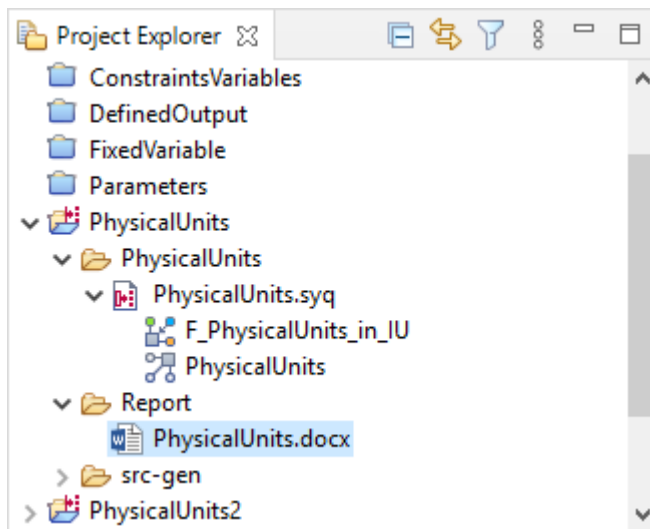 Project Explorer
ConstraintsVariables
DefinedOutput
FixedVariable
Parameters
PhysicalUnits
PhysicalUnits
PhysicalUnits.syq
F_PhysicalUnits_in_IU
PhysicalUnits
Report
PhysicalUnits.docx
src-gen
PhysicalUnits2